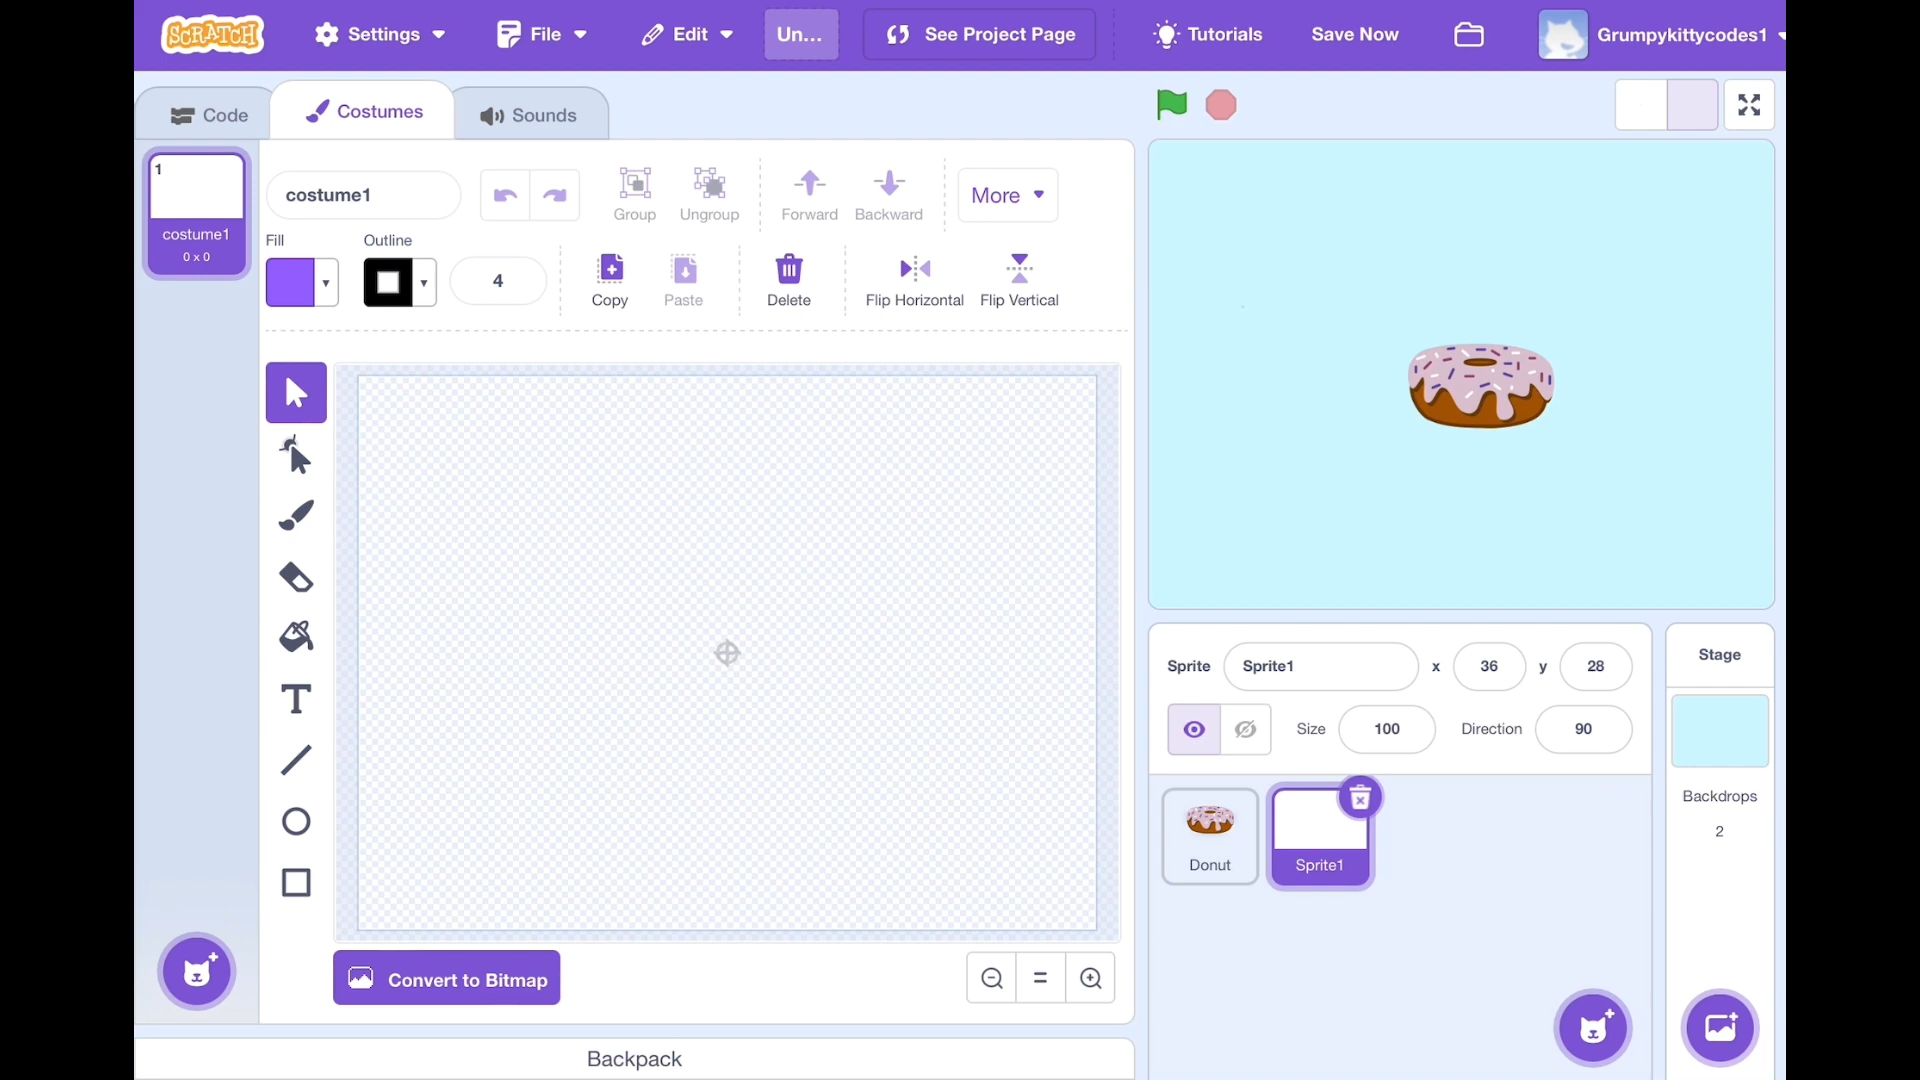 SCRATCH Settings File Edit Un... See Project Page Tutorials Save Now Grumpykittycodes1
Code Costumes Sounds
1
costume1
0 x 0
costume1
Group Ungroup Forward Backward
More
Fill Outline
4
Copy Paste Delete Flip Horizontal Flip Vertical
T
Convert to Bitmap
=
Backpack
Sprite Sprite1 x 36 y 28
Size 100 Direction 90
Donut Sprite1
Stage
Backdrops
2